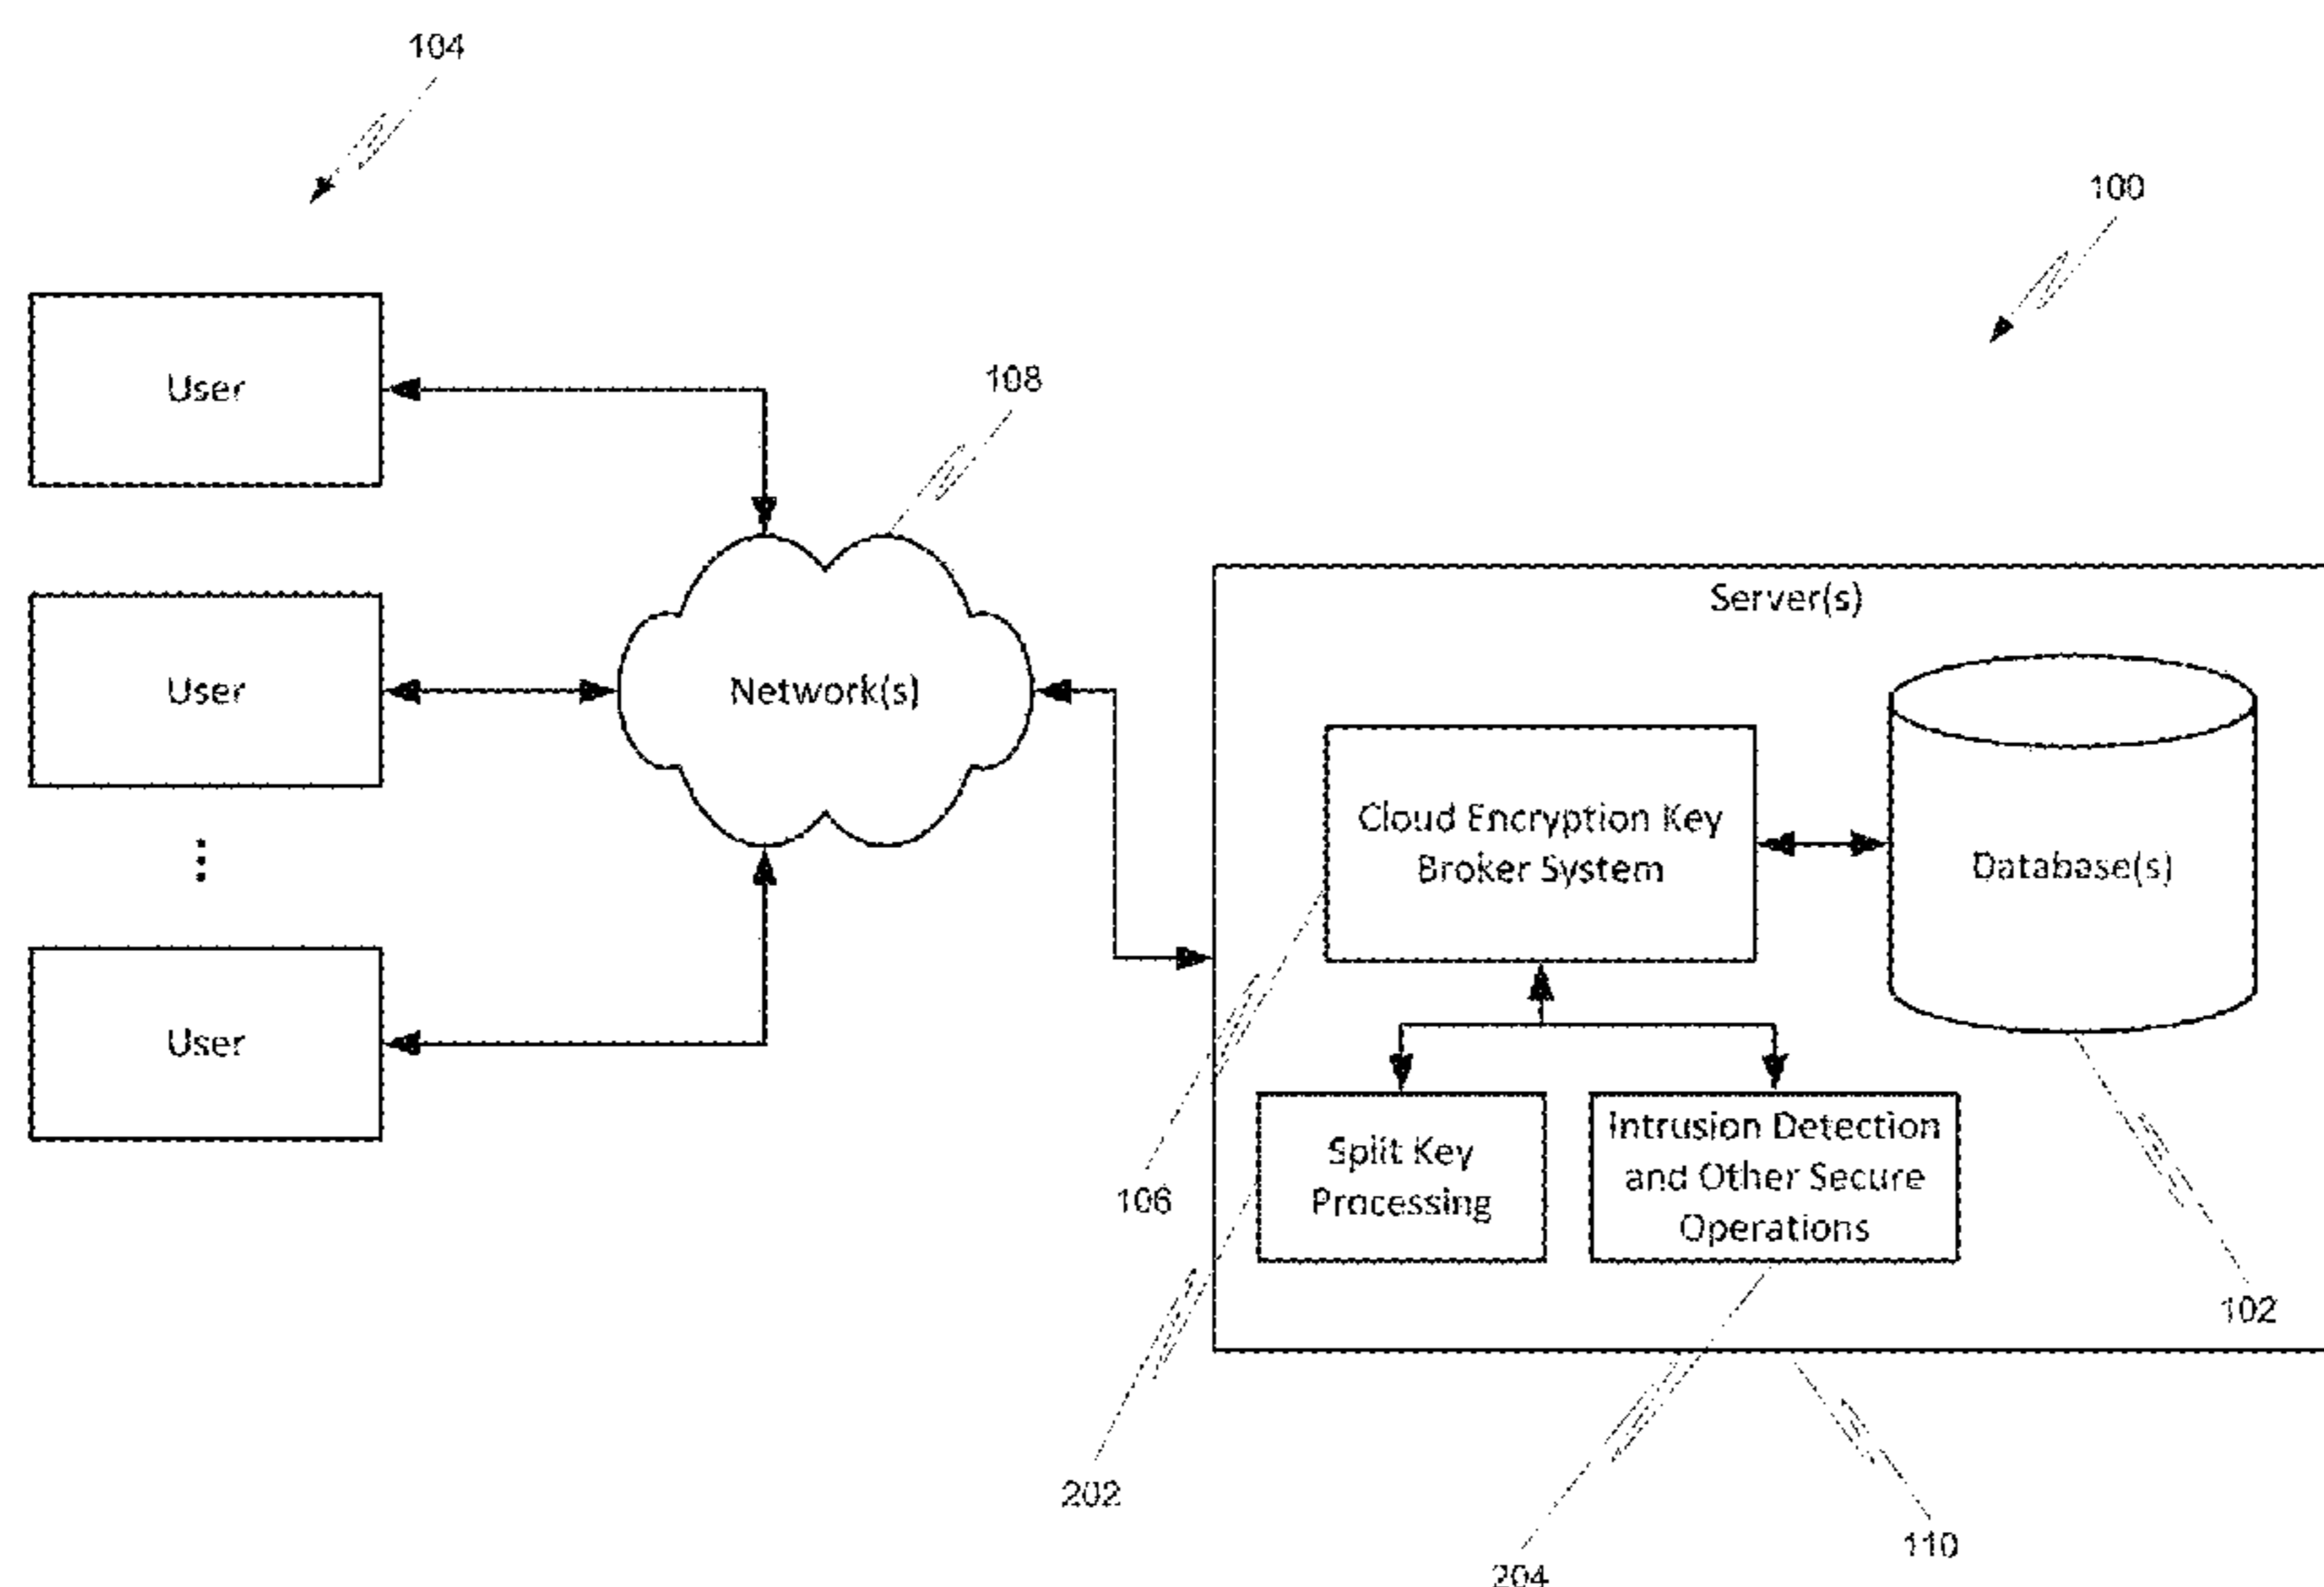 104
100
User
108
User
Network(s)
Server(s)
Cloud Encryption Key
Broker System
Database(s)
User
Split Key
Processing
Intrusion Detection
and Other Secure
Operations
106
102
202
204
110